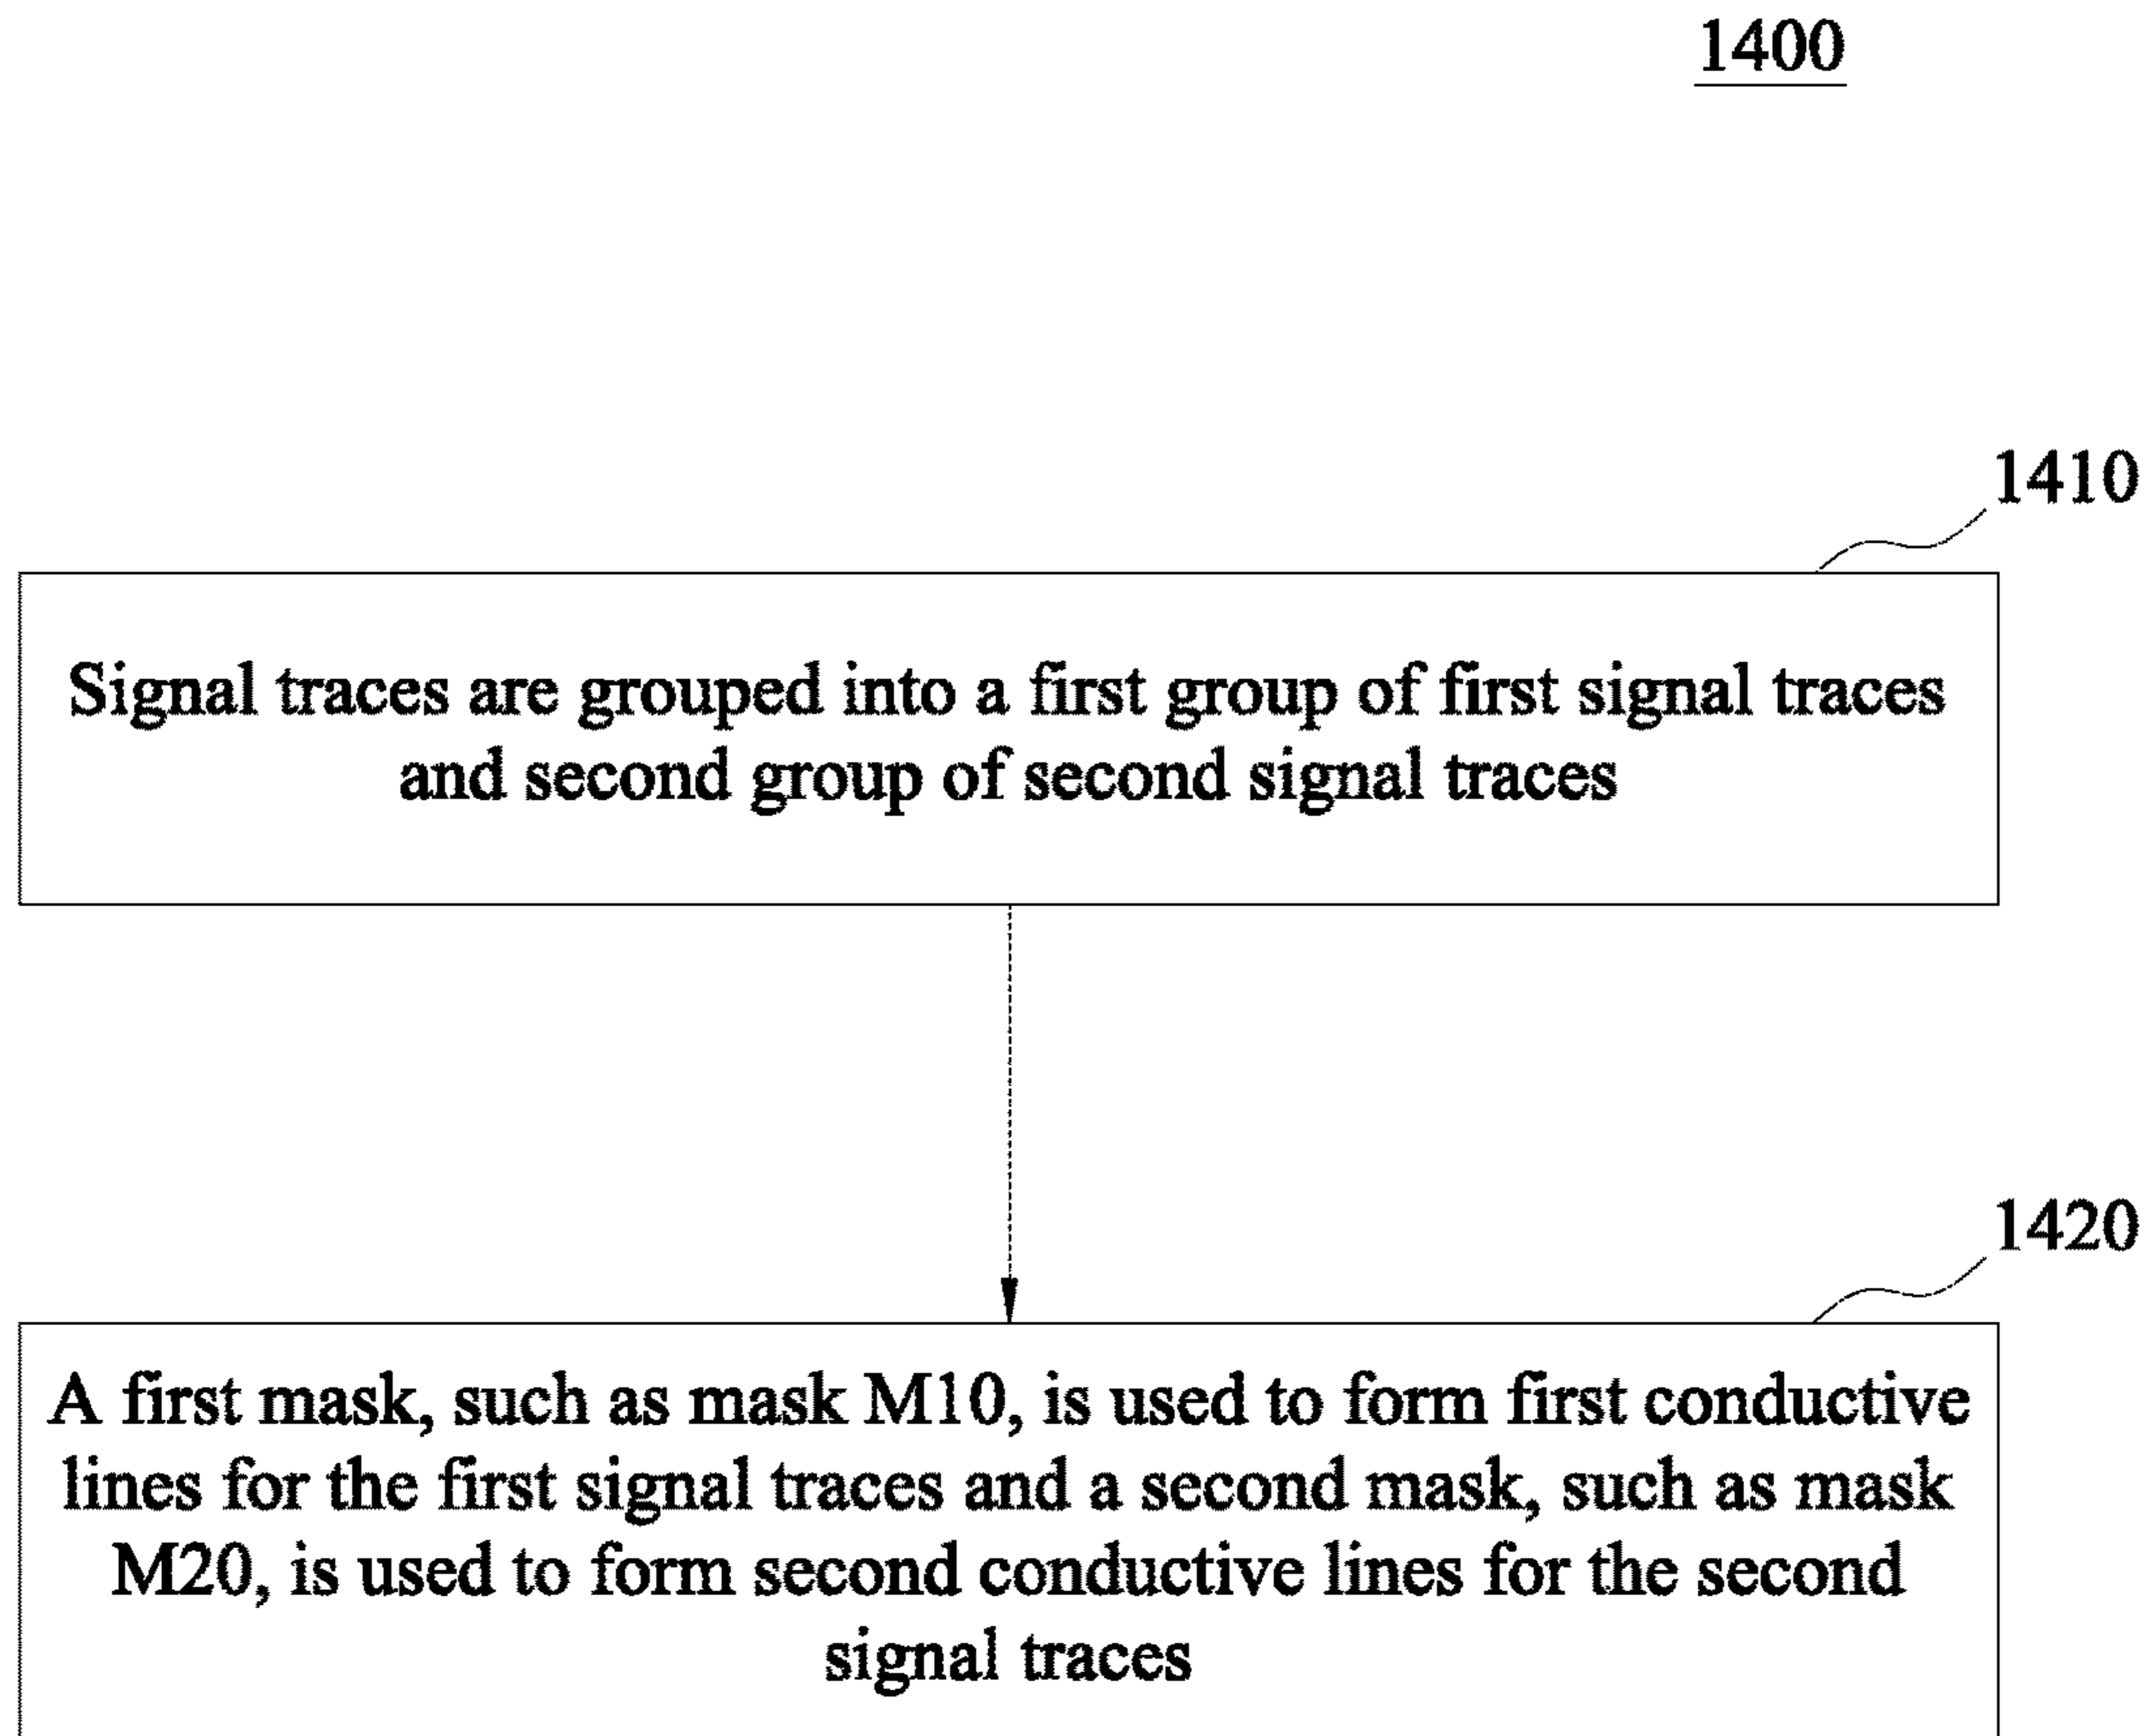 1400
1410
Signal traces are grouped into a first group of first signal traces
and second group of second signal traces
1420
A first mask, such as mask M10, is used to form first conductive
lines for the first signal traces and a second mask, such as mask
M20, is used to form second conductive lines for the second
signal traces